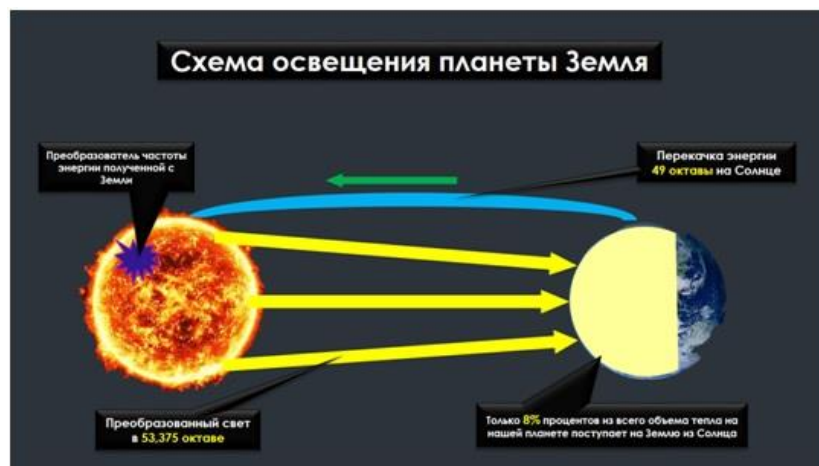 Схема освещения планеты Земля
Преобразователь частоты
энергии полученной с
Земли
Перекачка энергии
49 октавы на Солнце
Преобразованный свет
в 53,375 октаве
Только 8% процентов из всего объема тепла на
нашей планете поступает на Землю из Солнца